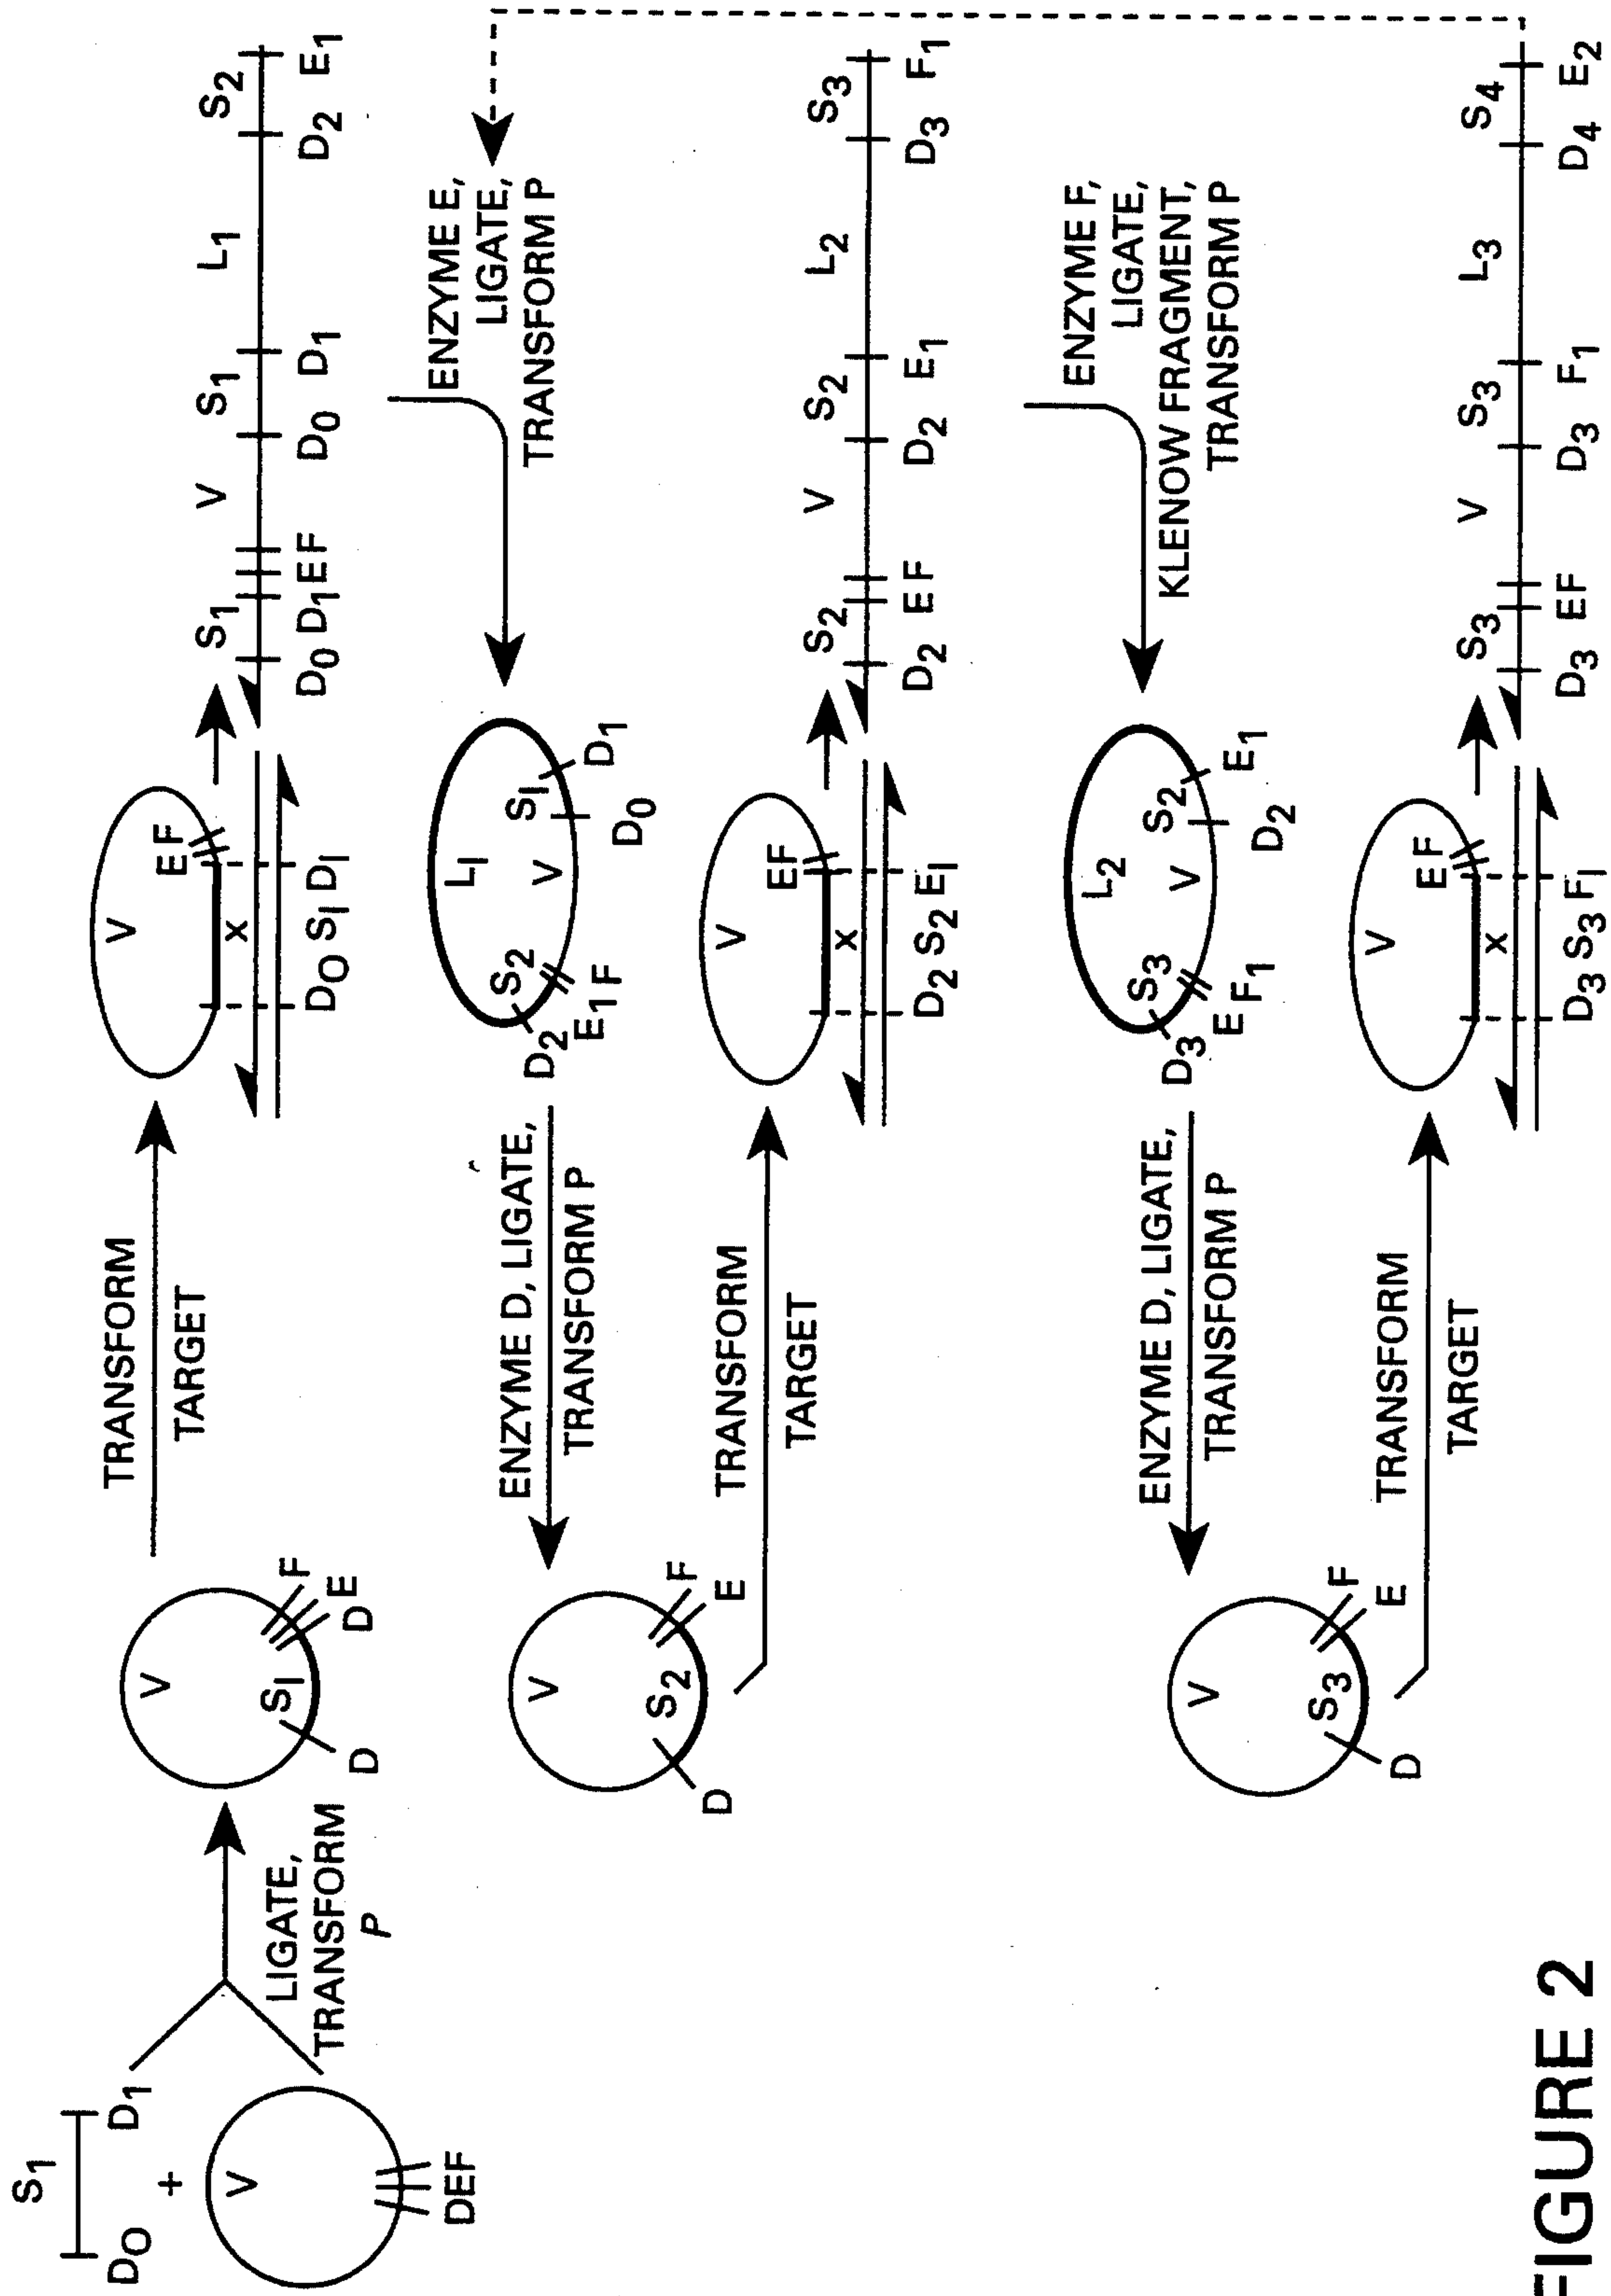 S1
D0 D1
+
V
DEF
LIGATE,
TRANSFORM
P
V
S1
D
D E F
TRANSFORM
TARGET
V
E F
X
D0 S1 D1
S1 V S1 L1 S2
D0 D1 E F D0 D1 D2 E1
ENZYME E,
LIGATE,
TRANSFORM P
L1
S2 V S1
D2 E1 F D0 D1
ENZYME D, LIGATE,
TRANSFORM P
V
S2
D
E F
TRANSFORM
TARGET
V
E F
X
D2 S2 E1
S2 V S2 L2 S3
D2 E F D2 E1 D3 F1
ENZYME F,
LIGATE,
KLENOW FRAGMENT,
TRANSFORM P
L2
S3 V S2
D3 E F1 D2 E1
ENZYME D, LIGATE,
TRANSFORM P
V
S3
D
E F
TRANSFORM
TARGET
V
E F
X
D3 S3 F1
S3 V S3 L3 S4
D3 E F D3 F1 D4 E2
FIGURE 2